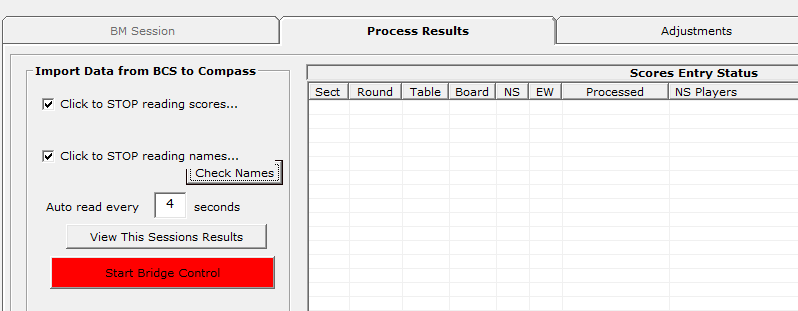 BM Session
Process Results
Adjustments
Import Data from BCS to Compass
Click to STOP reading scores...
Click to STOP reading names...
Check Names
Auto read every 4 seconds
View This Sessions Results
Start Bridge Control
Scores Entry Status
Sect Round Table Board NS EW Processed NS Players